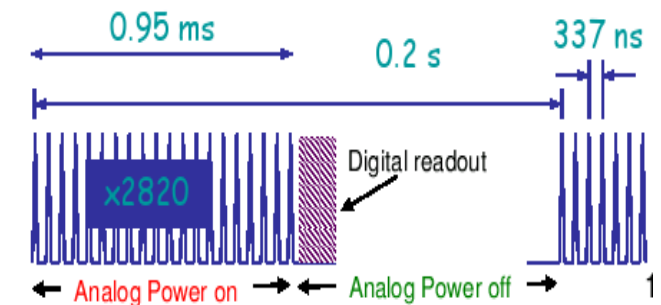 0.95 ms
337 ns
0.2 s
Digital readout
x2820
Analog Power on
Analog Power off